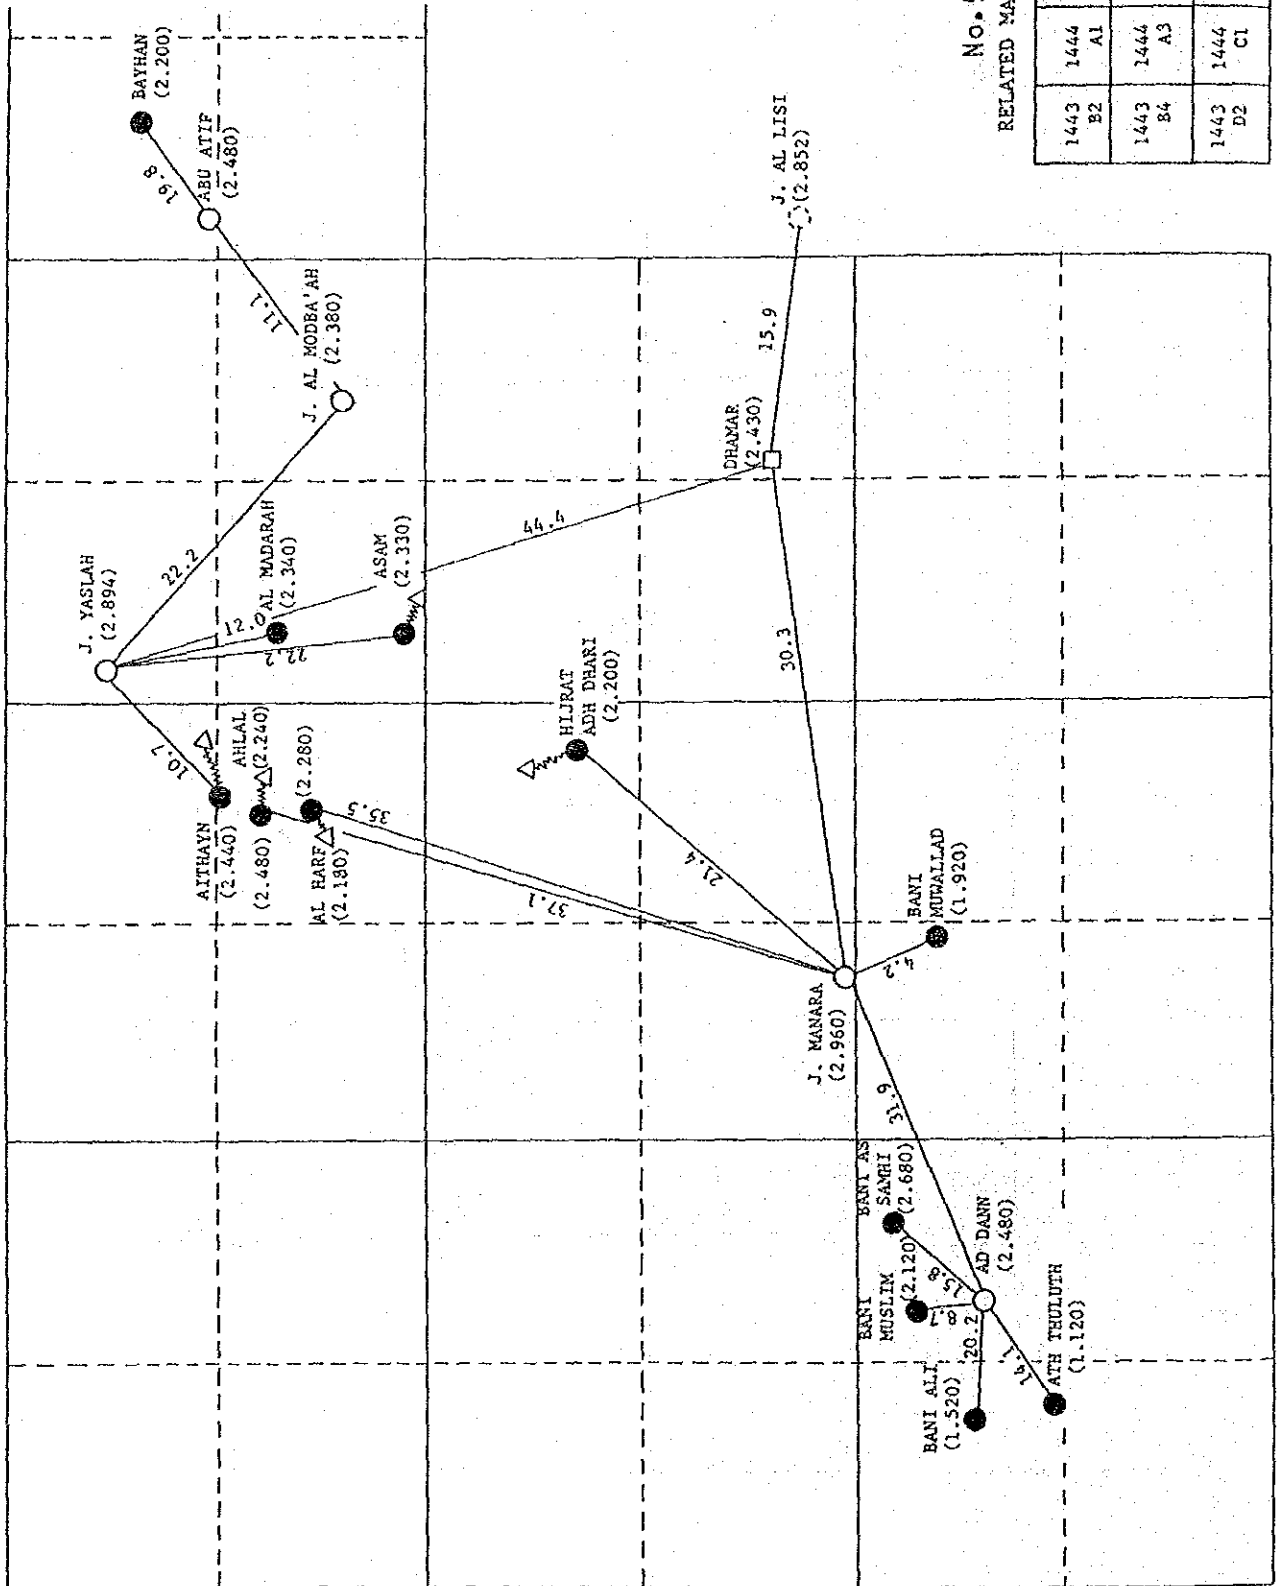 BAYHAN
(2.200)
19.8
ABU ATIF
(2.480)
11.1
J. AL MODBA'AH
(2.380)
22.2
J. YASLAH
(2.894)
12.0
AL MADARAH
(2.340)
22.2
ASAM
(2.330)
44.4
10.7
AITHAYN
(2.440)
AHLAL
(2.240)
(2.480)
(2.280)
AL HARF
(2.180)
35.5
37.1
HIJRAT
ADH DHARI
(2.200)
21.4
DHAMAR
(2.430)
15.9
J. AL LISI
(2.852)
30.3
J. MANARA
(2.960)
4.2
BANI
MUWALLAD
(1.920)
31.9
BANI AS
SAMHI
(2.680)
15.8
BANI
MUSLIM
(2.120)
AD DANN
(2.480)
20.2
BANI ALI
(1.520)
14.1
ATH THULUTH
(1.120)
RELATED MA
1443 B2
1444 A1
1443 B4
1444 A3
1443 D2
1444 C1